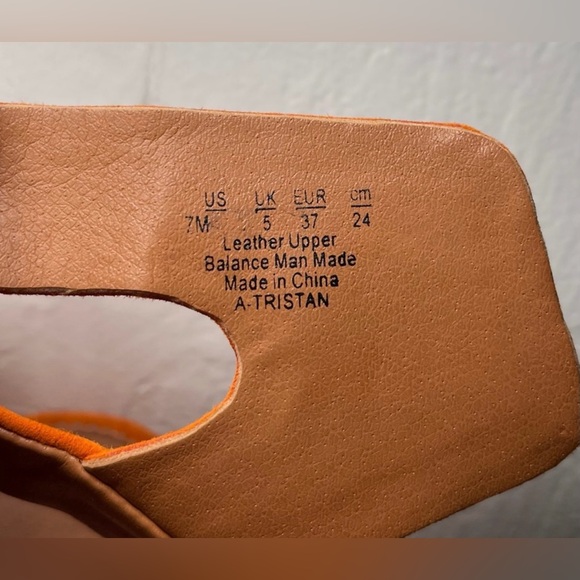 US UK EUR cm
7M 5 37 24
Leather Upper
Balance Man Made
Made in China
A-TRISTAN